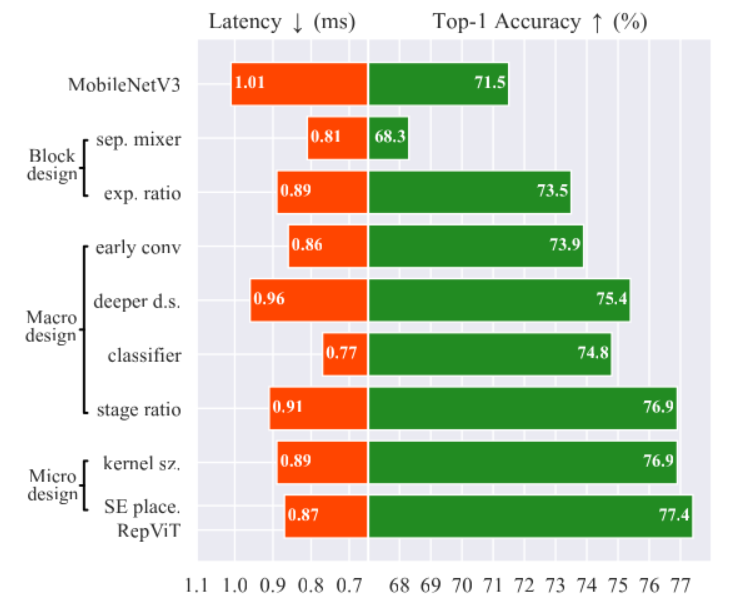 Latency ↓ (ms) Top-1 Accuracy ↑ (%)
MobileNetV3 1.01 71.5
Block
design
sep. mixer 0.81 68.3
exp. ratio 0.89 73.5
Macro
design
early conv 0.86 73.9
deeper d.s. 0.96 75.4
classifier 0.77 74.8
stage ratio 0.91 76.9
Micro
design
kernel sz. 0.89 76.9
SE place.
RepViT 0.87 77.4
1.1 1.0 0.9 0.8 0.7 68 69 70 71 72 73 74 75 76 77